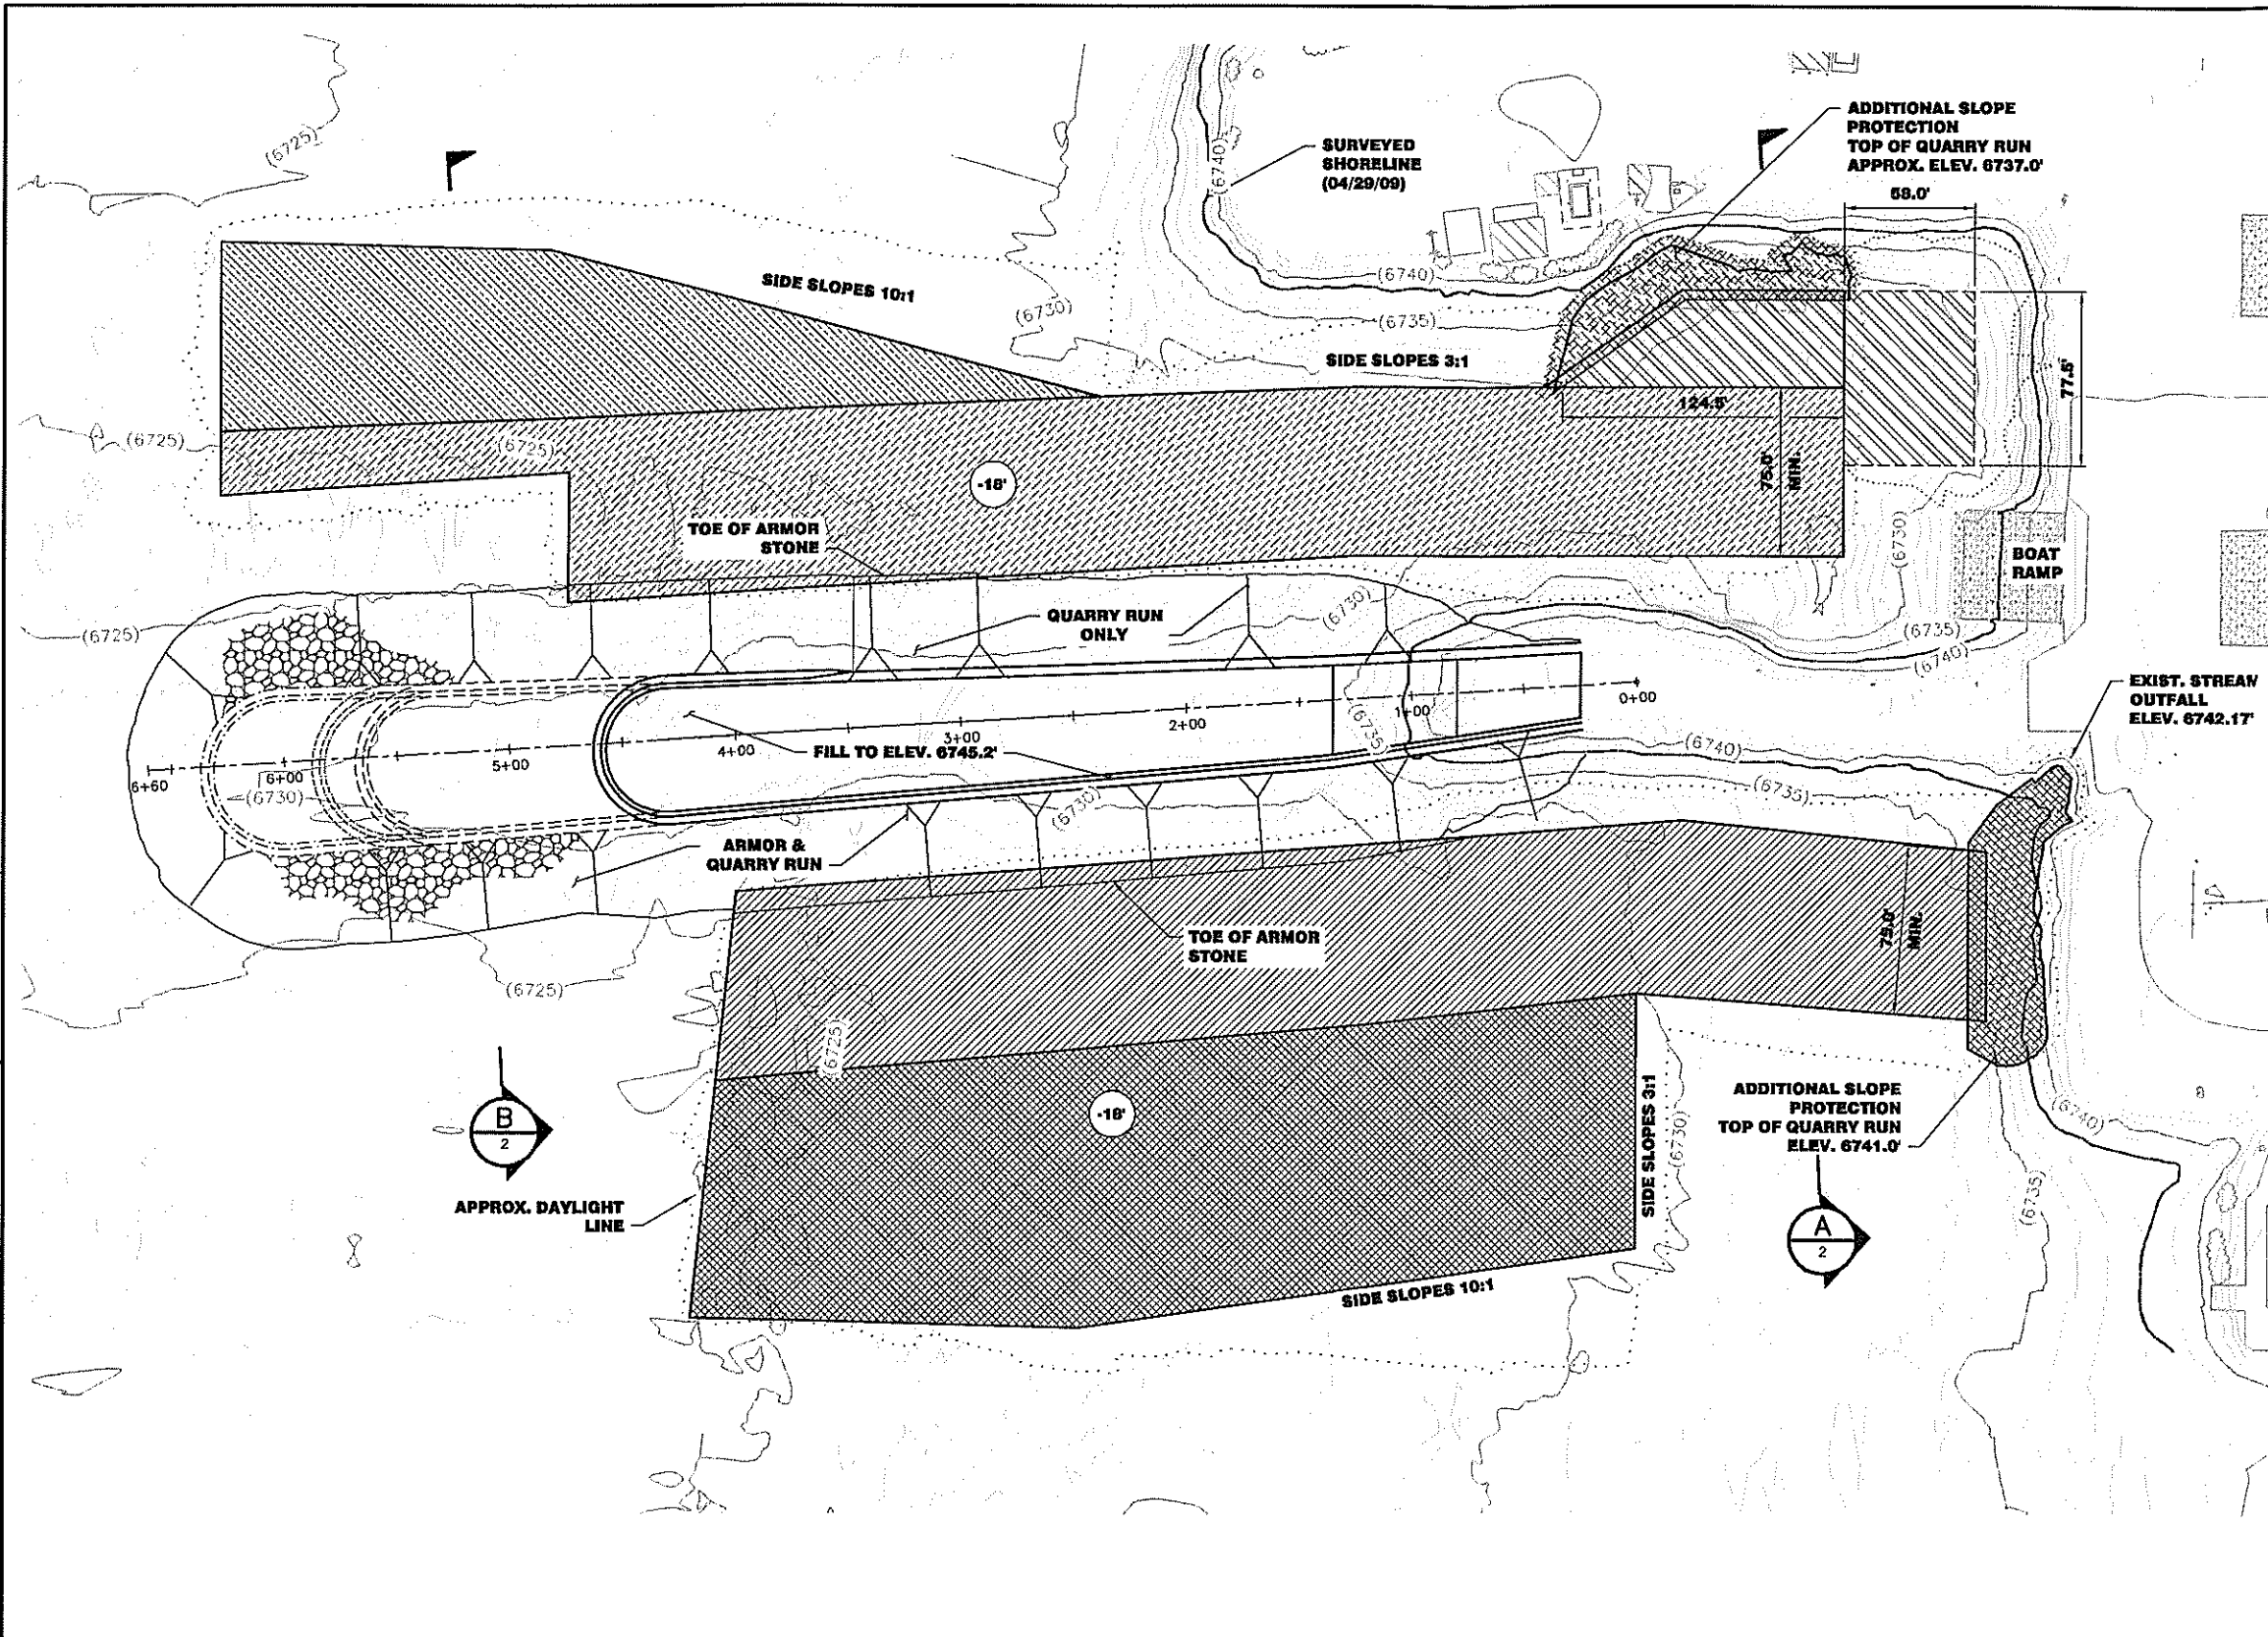 ADDITIONAL SLOPE
PROTECTION
TOP OF QUARRY RUN
APPROX. ELEV. 6737.0'
58.0'
SURVEYED
SHORELINE
(04/29/09)
(6725)
(6740)
SIDE SLOPES 10:1
(6740)
(6730)
(6735)
SIDE SLOPES 3:1
77.5'
124.5'
(6725)
(6725)
-18'
75.0'
MIN.
TOE OF ARMOR
STONE
(6730)
BOAT
RAMP
QUARRY RUN
ONLY
(6730)
(6725)
(6735)
(6740)
EXIST. STREAM
OUTFALL
ELEV. 6742.17'
0+00
1+00
2+00
3+00
4+00
5+00
6+00
6+60
(6735)
(6740)
FILL TO ELEV. 6745.2'
(6730)
(6730)
(6735)
ARMOR &
QUARRY RUN
75.0'
MIN.
TOE OF ARMOR
STONE
(6725)
(6725)
B
2
-18'
SIDE SLOPES 3:1
(6730)
ADDITIONAL SLOPE
PROTECTION
TOP OF QUARRY RUN
ELEV. 6741.0'
(6740)
(6735)
APPROX. DAYLIGHT
LINE
A
2
SIDE SLOPES 10:1